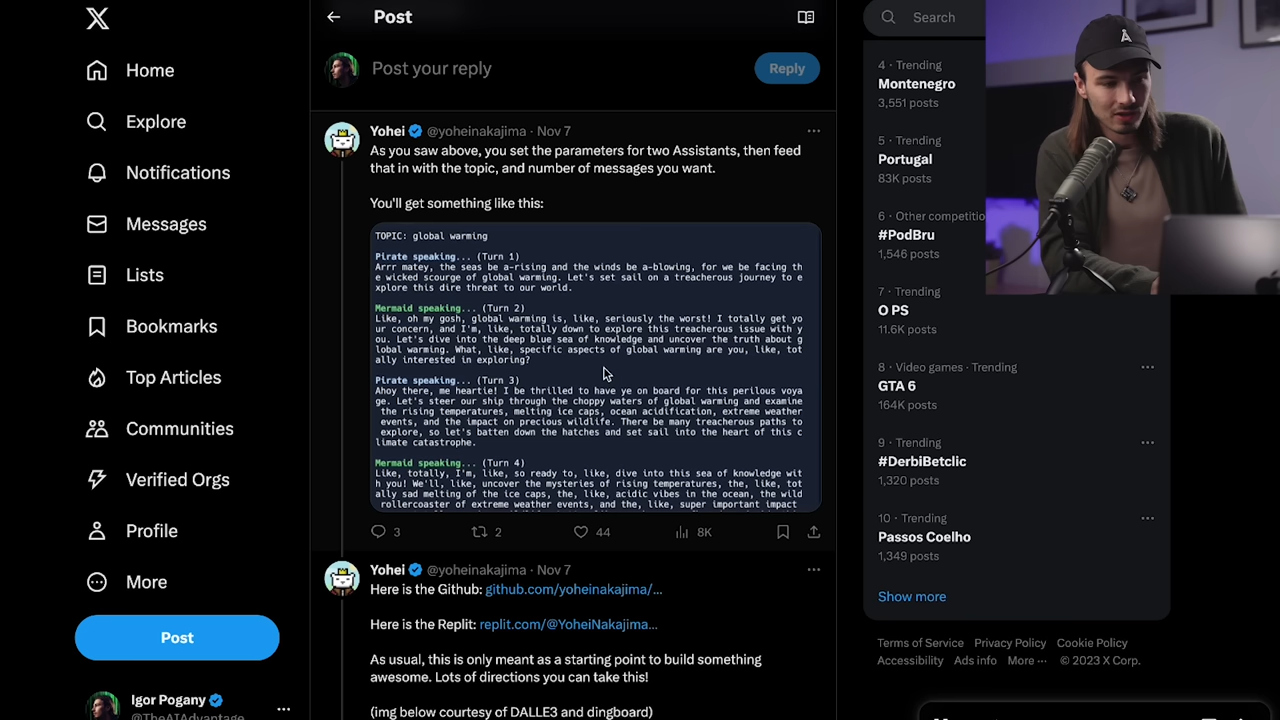 Home
Explore
Notifications
Messages
Lists
Bookmarks
Top Articles
Communities
Verified Orgs
Profile
More
Post
Igor Pogany
@TheAIAdvantage
Post
Post your reply
Reply
Yohei @yoheinakajima · Nov 7
As you saw above, you set the parameters for two Assistants, then feed
that in with the topic, and number of messages you want.
You'll get something like this:
TOPIC: global warming
Pirate speaking... (Turn 1)
Arrr matey, the seas be a-rising and the winds be a-blowing, for we be facing th
e wicked scourge of global warming. Let's set sail on a treacherous journey to e
xplore this dire threat to our world.
Mermaid speaking... (Turn 2)
Like, oh my gosh, global warming is, like, seriously the worst! I totally get yo
ur concern, and I'm, like, totally down to explore this treacherous issue with y
ou. Let's dive into the deep blue sea of knowledge and uncover the truth about g
lobal warming. What, like, specific aspects of global warming are you, like, tot
ally interested in exploring?
Pirate speaking... (Turn 3)
Ahoy there, me heartie! I be thrilled to have ye on board for this perilous voya
ge. Let's steer our ship through the choppy waters of global warming and examine
the rising temperatures, melting ice caps, ocean acidification, extreme weather
events, and the impact on precious wildlife. There be many treacherous paths to
explore, so let's batten down the hatches and set sail into the heart of this c
limate catastrophe.
Mermaid speaking... (Turn 4)
Like, totally, I'm, like, so ready to, like, dive into this sea of knowledge wit
h you! We'll, like, uncover the mysteries of rising temperatures, the, like, tot
ally sad melting of the ice caps, the, like, acidic vibes in the ocean, the wild
rollercoaster of extreme weather events, and the, like, super important impact
3 2 44 8K
Yohei @yoheinakajima · Nov 7
Here is the Github: github.com/yoheinakajima/...
Here is the Replit: replit.com/@YoheiNakajima...
As usual, this is only meant as a starting point to build something
awesome. Lots of directions you can take this!
(img below courtesy of DALLE3 and dingboard)
Search
4 · Trending
Montenegro
3,551 posts
5 · Trending
Portugal
83K posts
6 · Other competitio
#PodBru
1,546 posts
7 · Trending
O PS
11.6K posts
8 · Video games · Trending
GTA 6
164K posts
9 · Trending
#DerbiBetclic
1,320 posts
10 · Trending
Passos Coelho
1,349 posts
Show more
Terms of Service Privacy Policy Cookie Policy
Accessibility Ads info More ··· © 2023 X Corp.